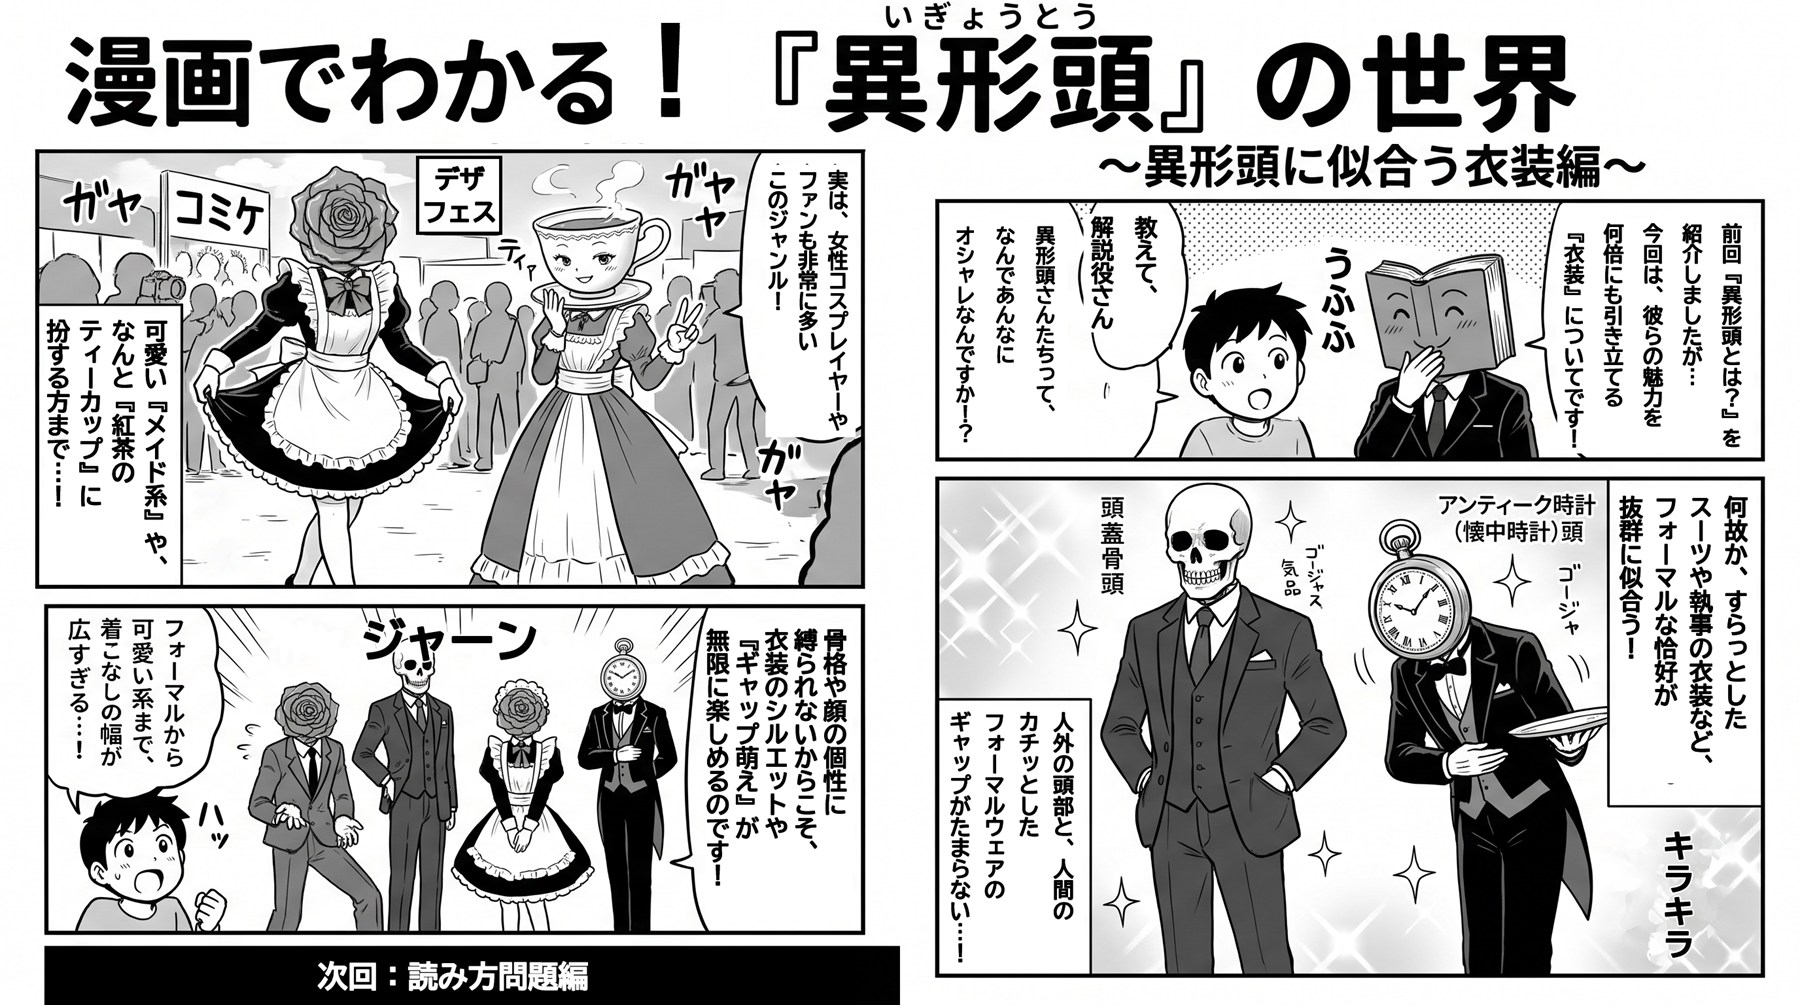 いぎょうとう
漫画でわかる！『異形頭』の世界
～異形頭に似合う衣装編～
前回『異形頭とは？』を
紹介しましたが…
今回は、彼らの魅力を
何倍にも引き立てる
『衣装』についてです！
うふふ
教えて、
解説役さん
異形頭さんたちって、
なんであんなに
オシャレなんですか！？
何故か、すらっとした
スーツや執事の衣装など、
フォーマルな恰好が
抜群に似合う！
アンティーク時計
（懐中時計）頭
ゴージャ
ゴージャス
気品
頭蓋骨頭
キラキラ
人外の頭部と、人間の
カチッとした
フォーマルウェアの
ギャップがたまらない…！
実は、女性コスプレイヤーや
ファンも非常に多い
このジャンル！
ガヤヤ
デザ
フェス
ティァ
コミケ
ガヤ
ガヤ
可愛い『メイド系』や、
なんと『紅茶の
ティーカップ』に
扮する方まで…！
骨格や顔の個性に
縛られないからこそ、
衣装のシルエットや
『ギャップ萌え』が
無限に楽しめるのです！
ジャーン
フォーマルから
可愛い系まで、
着こなしの幅が
広すぎる…！
ハッ
次回：読み方問題編